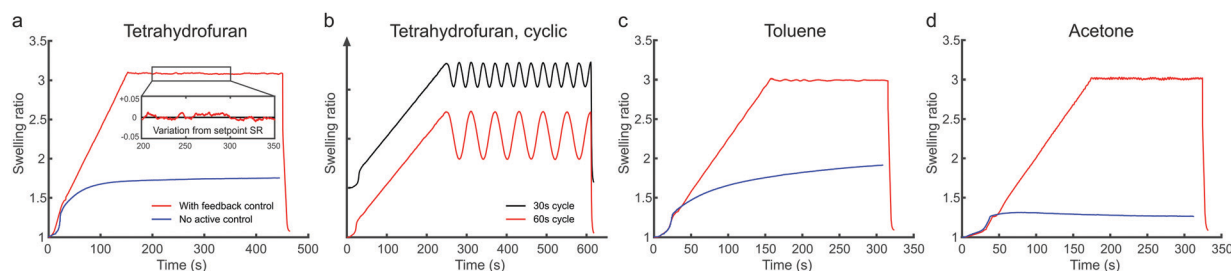 a
Tetrahydrofuran
3.5
3
2.5
2
1.5
1
Swelling ratio
+0.05
0
-0.05
Variation from setpoint SR
200 250 300 350
With feedback control
No active control
0 100 200 300 400 500
Time (s)
b
Tetrahydrofuran, cyclic
Swelling ratio
30s cycle
60s cycle
0 100 200 300 400 500 600
Time (s)
c
Toluene
3.5
3
2.5
2
1.5
1
Swelling ratio
0 50 100 150 200 250 300 350
Time (s)
d
Acetone
3.5
3
2.5
2
1.5
1
Swelling ratio
0 50 100 150 200 250 300 350
Time (s)